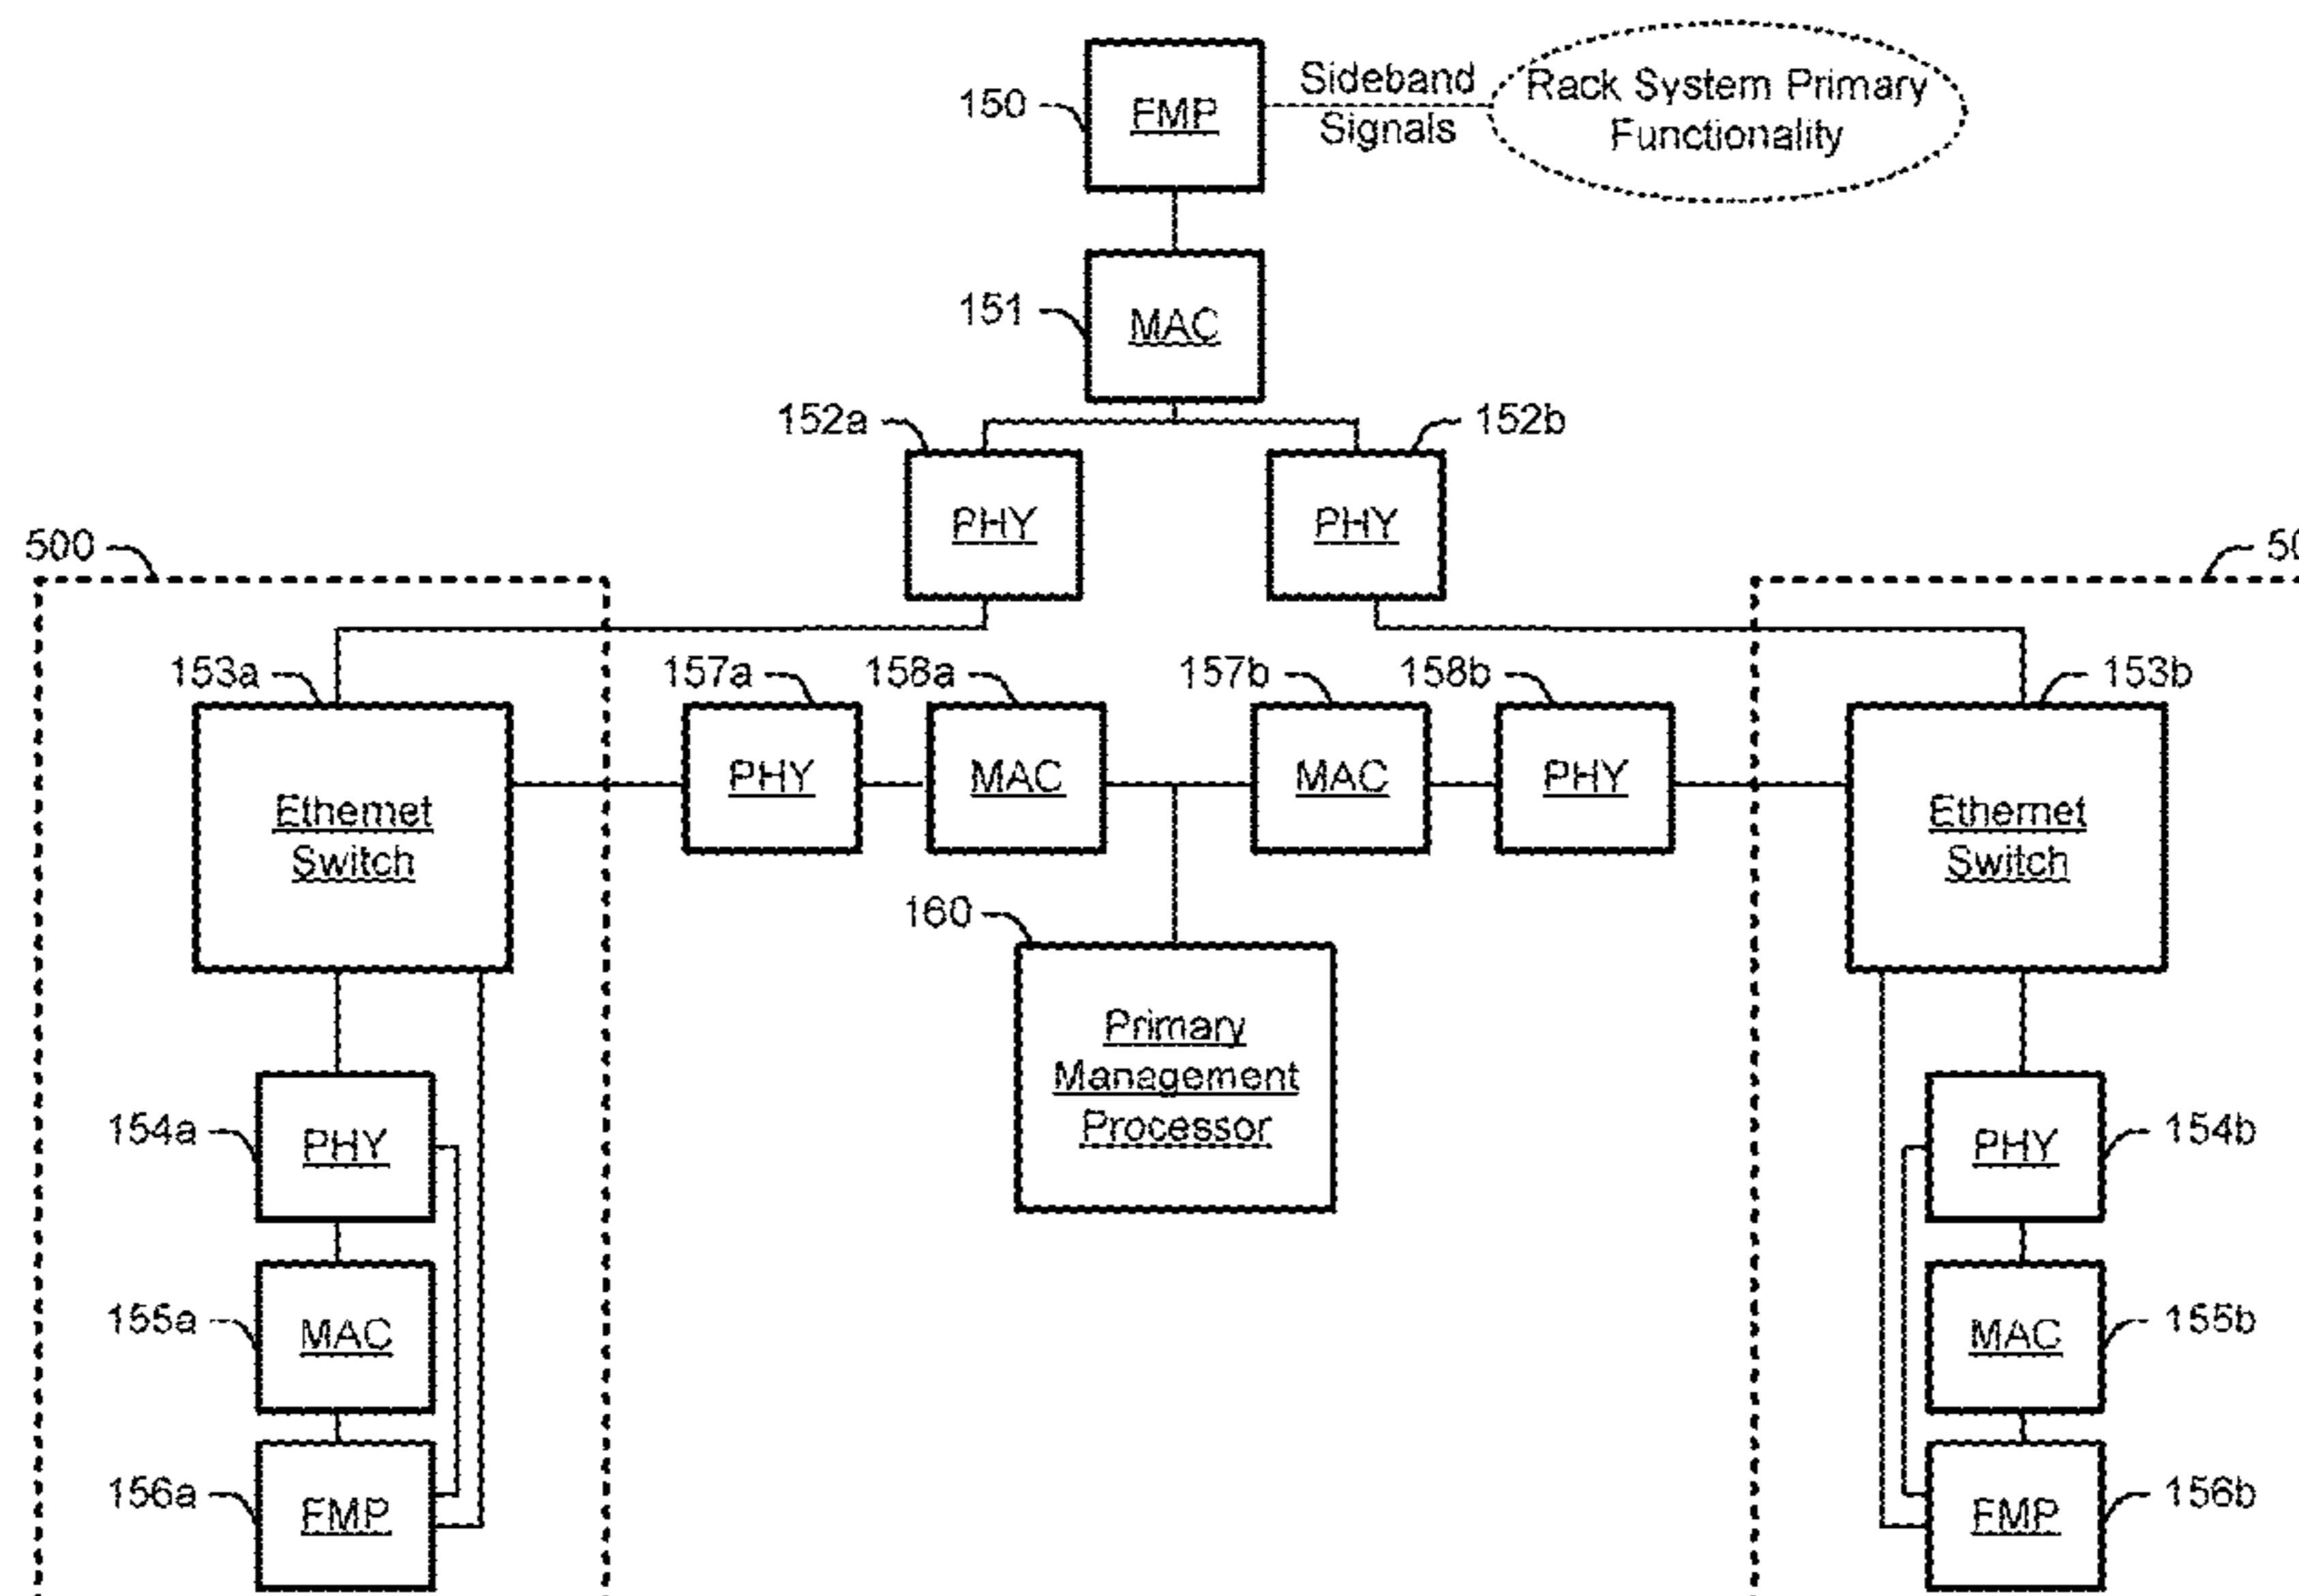 150
FMP
Sideband
Signals
Rack System Primary
Functionality
151
MAC
152a
152b
PHY
PHY
500
50
153a
157a
158a
157b
158b
153b
Ethernet
Switch
PHY
MAC
MAC
PHY
Ethernet
Switch
160
Primary
Management
Processor
154a
PHY
PHY
154b
155a
MAC
MAC
155b
156a
FMP
FMP
156b